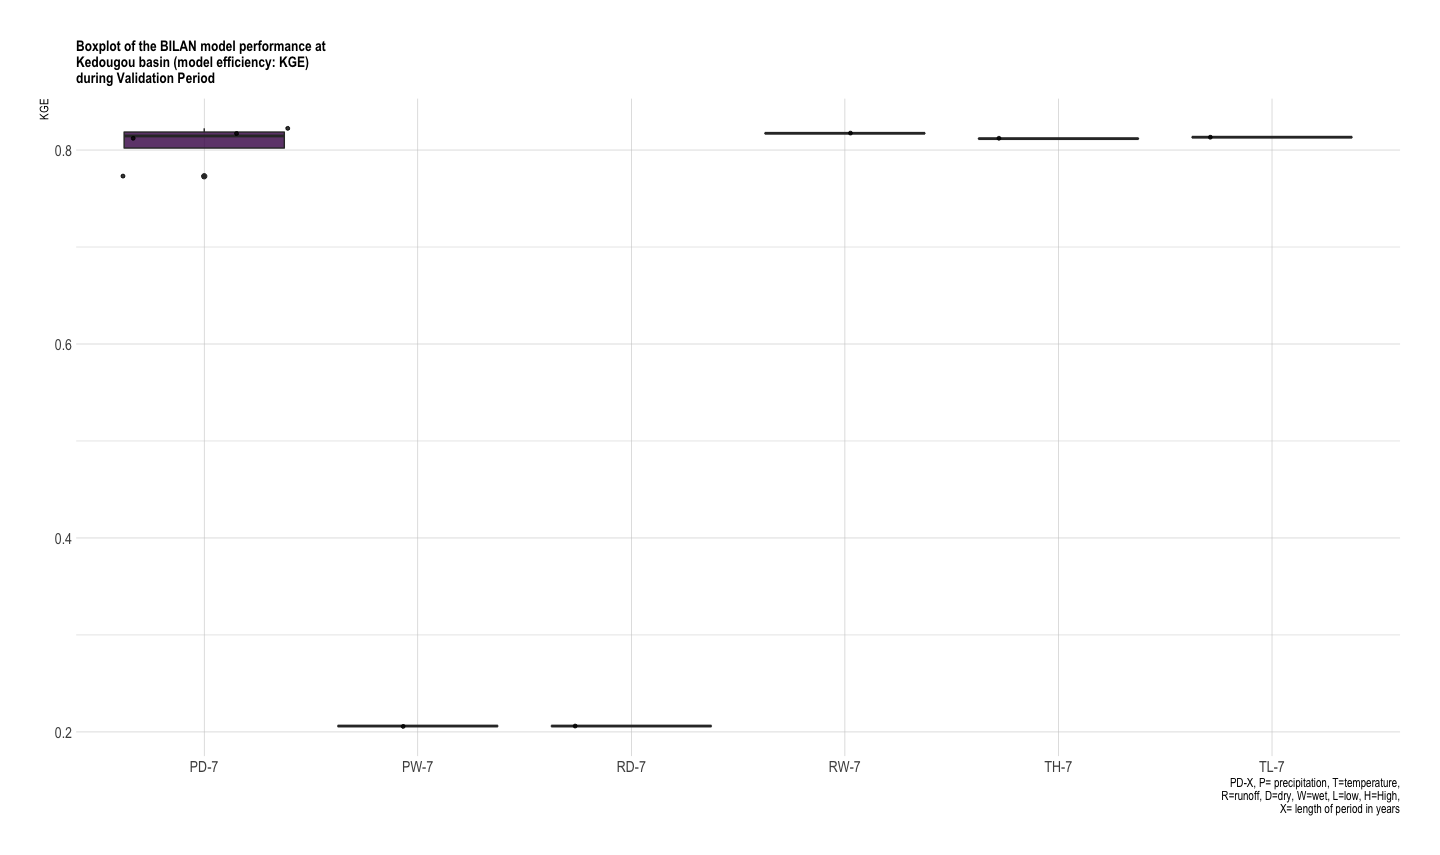 Boxplot of the BILAN model performance at
Kedougou basin (model efficiency: KGE)
during Validation Period
KGE
0.8
0.6
0.4
0.2
PD-7 PW-7 RD-7 RW-7 TH-7 TL-7
PD-X, P= precipitation, T=temperature,
R=runoff, D=dry, W=wet, L=low, H=High,
X= length of period in years